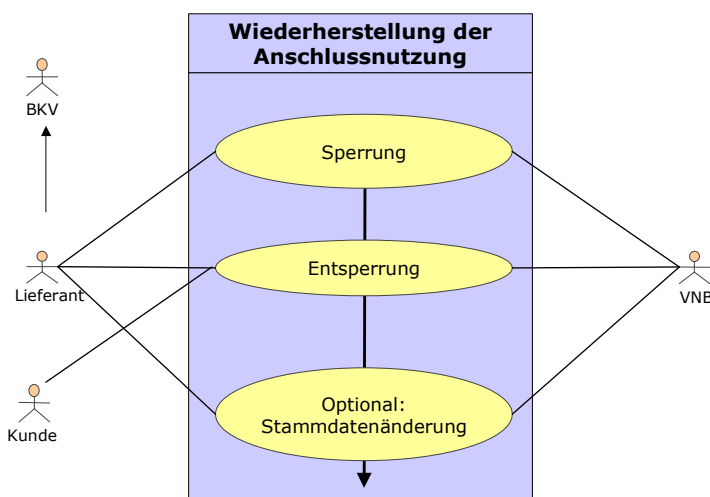 Wiederherstellung der
Anschlussnutzung
BKV
Sperrung
Entsperrung
Lieferant
VNB
Optional:
Stammdatenänderung
Kunde